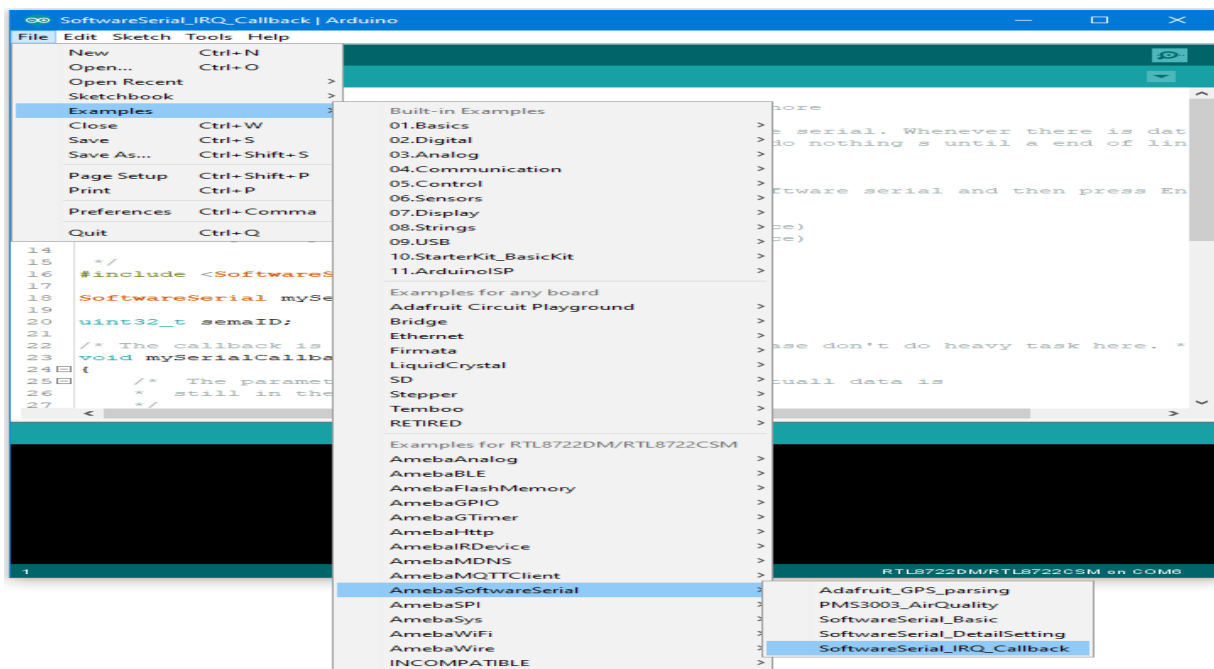 SoftwareSerial_IRQ_Callback | Arduino
File Edit Sketch Tools Help
New Ctrl+N
Open... Ctrl+O
Open Recent >
Sketchbook >
Examples >
Close Ctrl+W
Save Ctrl+S
Save As... Ctrl+Shift+S
Page Setup Ctrl+Shift+P
Print Ctrl+P
Preferences Ctrl+Comma
Quit Ctrl+Q
Built-in Examples
01.Basics >
02.Digital >
03.Analog >
04.Communication >
05.Control >
06.Sensors >
07.Display >
08.Strings >
09.USB >
10.StarterKit_BasicKit >
11.ArduinoISP >
Examples for any board
Adafruit Circuit Playground >
Bridge >
Ethernet >
Firmata >
LiquidCrystal >
SD >
Stepper >
Temboo >
RETIRED >
Examples for RTL8722DM/RTL8722CSM
AmebaAnalog >
AmebaBLE >
AmebaFlashMemory >
AmebaGPIO >
AmebaGTimer >
AmebaHttp >
AmebaIRDevice >
AmebaMDNS >
AmebaMQTTClient >
AmebaSoftwareSerial >
AmebaSPI >
AmebaSys >
AmebaWiFi >
AmebaWire >
INCOMPATIBLE >
Adafruit_GPS_parsing
PMS3003_AirQuality
SoftwareSerial_Basic
SoftwareSerial_DetailSetting
SoftwareSerial_IRQ_Callback
hore
e serial. Whenever there is dat
do nothing s until a end of lin
ftware serial and then press En
ce)
ce)
14
15 */
16 #include <SoftwareS
17
18 SoftwareSerial mySe
19
20 uint32_t semaID;
21
22 /* The callback is ase don't do heavy task here. *
23 void mySerialCallba
24 {
25 /* The paramet tuall data is
26 * still in the
27 */
1 RTL8722DM/RTL8722CSM on COM6